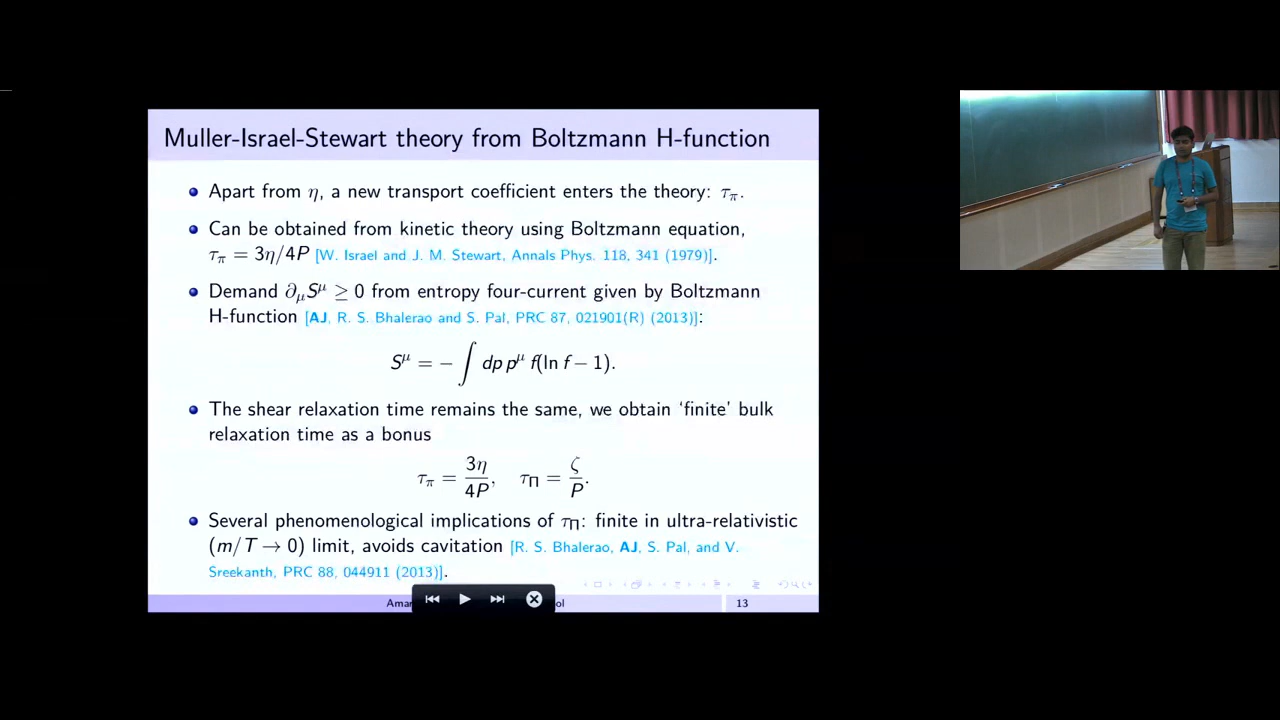 Muller-Israel-Stewart theory from Boltzmann H-function
Apart from η, a new transport coefficient enters the theory: τπ.
Can be obtained from kinetic theory using Boltzmann equation,
τπ = 3η/4P [W. Israel and J. M. Stewart, Annals Phys. 118, 341 (1979)].
Demand ∂μSμ ≥ 0 from entropy four-current given by Boltzmann
H-function [AJ, R. S. Bhalerao and S. Pal, PRC 87, 021901(R) (2013)]:
Sμ = − ∫ dp pμ f(ln f − 1).
The shear relaxation time remains the same, we obtain ‘finite’ bulk
relaxation time as a bonus
τπ = 3η/4P, τΠ = ζ/P.
Several phenomenological implications of τΠ: finite in ultra-relativistic
(m/T → 0) limit, avoids cavitation [R. S. Bhalerao, AJ, S. Pal, and V.
Sreekanth, PRC 88, 044911 (2013)].
13